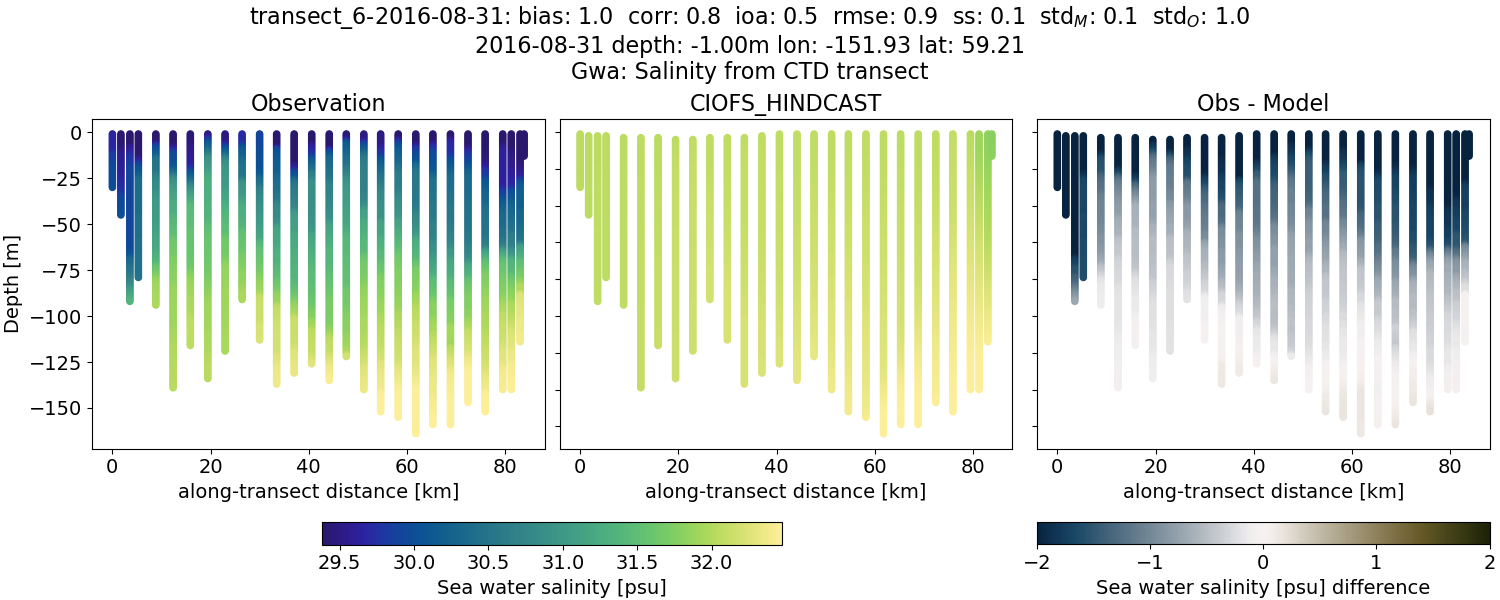 transect_6-2016-08-31: bias: 1.0  corr: 0.8  ioa: 0.5  rmse: 0.9  ss: 0.1  std_M: 0.1  std_O: 1.0
2016-08-31 depth: -1.00m lon: -151.93 lat: 59.21
Gwa: Salinity from CTD transect
Observation
CIOFS_HINDCAST
Obs - Model
Depth [m]
0
−25
−50
−75
−100
−125
−150
0 20 40 60 80
0 20 40 60 80
0 20 40 60 80
along-transect distance [km]
along-transect distance [km]
along-transect distance [km]
29.5 30.0 30.5 31.0 31.5 32.0
Sea water salinity [psu]
−2 −1 0 1 2
Sea water salinity [psu] difference